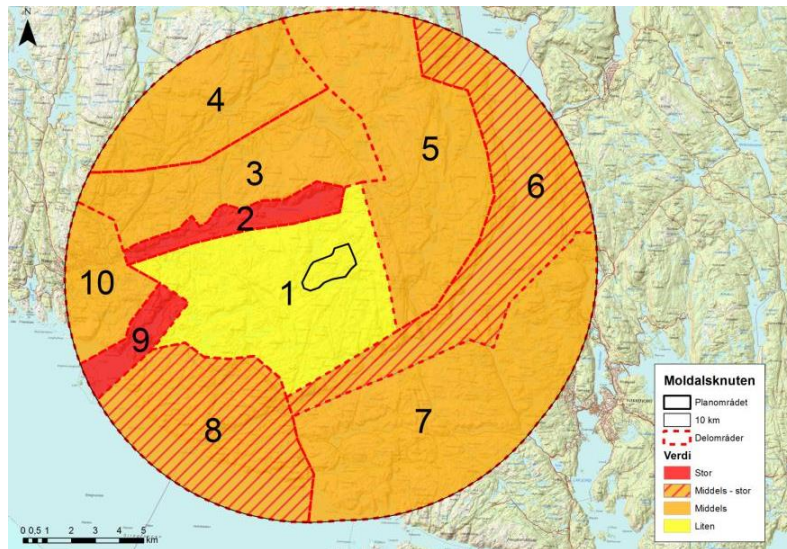 N
4
5
3
6
2
10
1
9
8
7
Moldalsknuten
Planområdet
10 km
Delområder
Verdi
Stor
Middels - stor
Middels
Liten
0 0,5 1 2 3 4 5
km